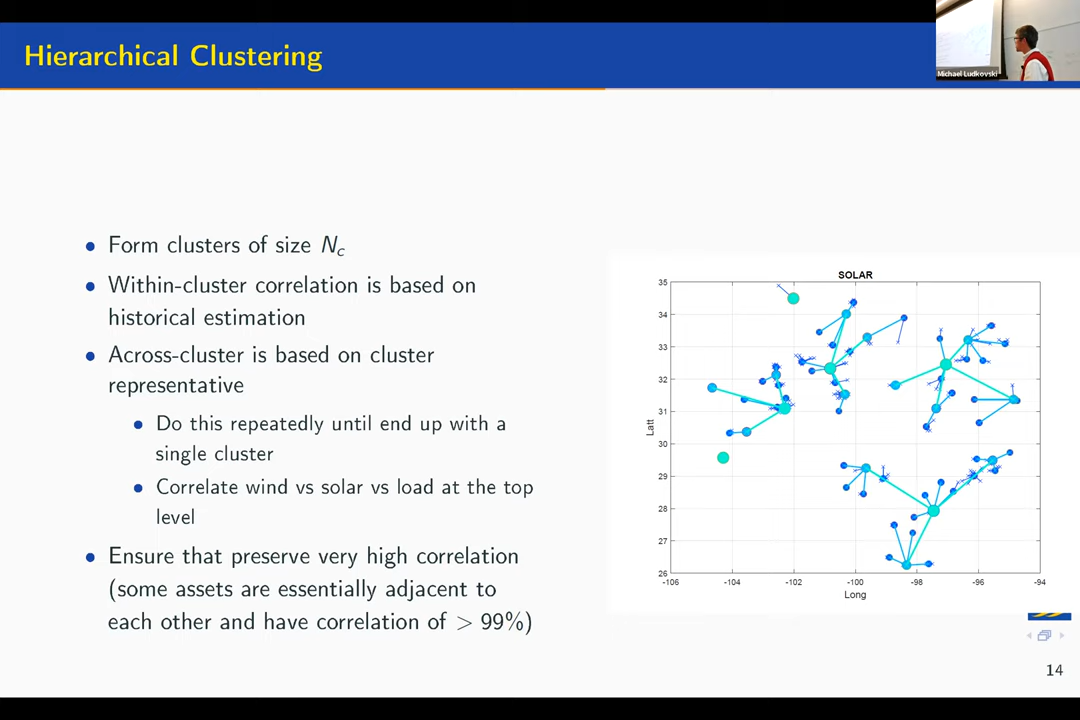 Hierarchical Clustering
Michael Ludkovski
• Form clusters of size Nc
• Within-cluster correlation is based on
historical estimation
• Across-cluster is based on cluster
representative
• Do this repeatedly until end up with a
single cluster
• Correlate wind vs solar vs load at the top
level
• Ensure that preserve very high correlation
(some assets are essentially adjacent to
each other and have correlation of > 99%)
SOLAR
35
34
33
32
31
30
29
28
27
26
Latt
-106 -104 -102 -100 -98 -96 -94
Long
14